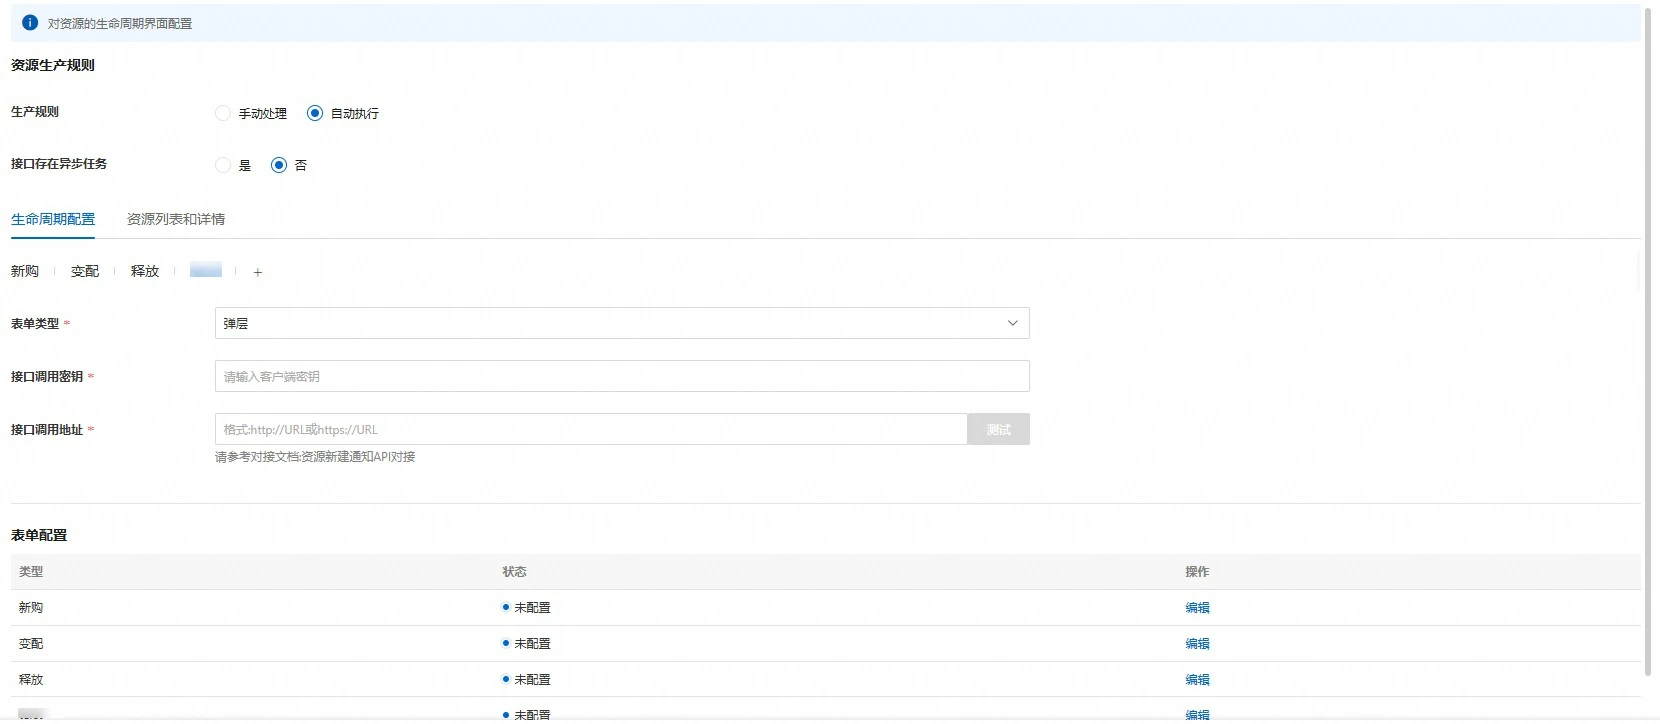 对资源的生命周期界面配置
资源生产规则
生产规则 手动处理 自动执行
接口存在异步任务 是 否
生命周期配置 资源列表和详情
新购 变配 释放 +
表单类型 * 弹层
接口调用密钥 * 请输入客户端密钥
接口调用地址 * 格式:http://URL或https://URL 测试
请参考对接文档:资源新建通知API对接
表单配置
类型 状态 操作
新购 未配置 编辑
变配 未配置 编辑
释放 未配置 编辑
未配置 编辑